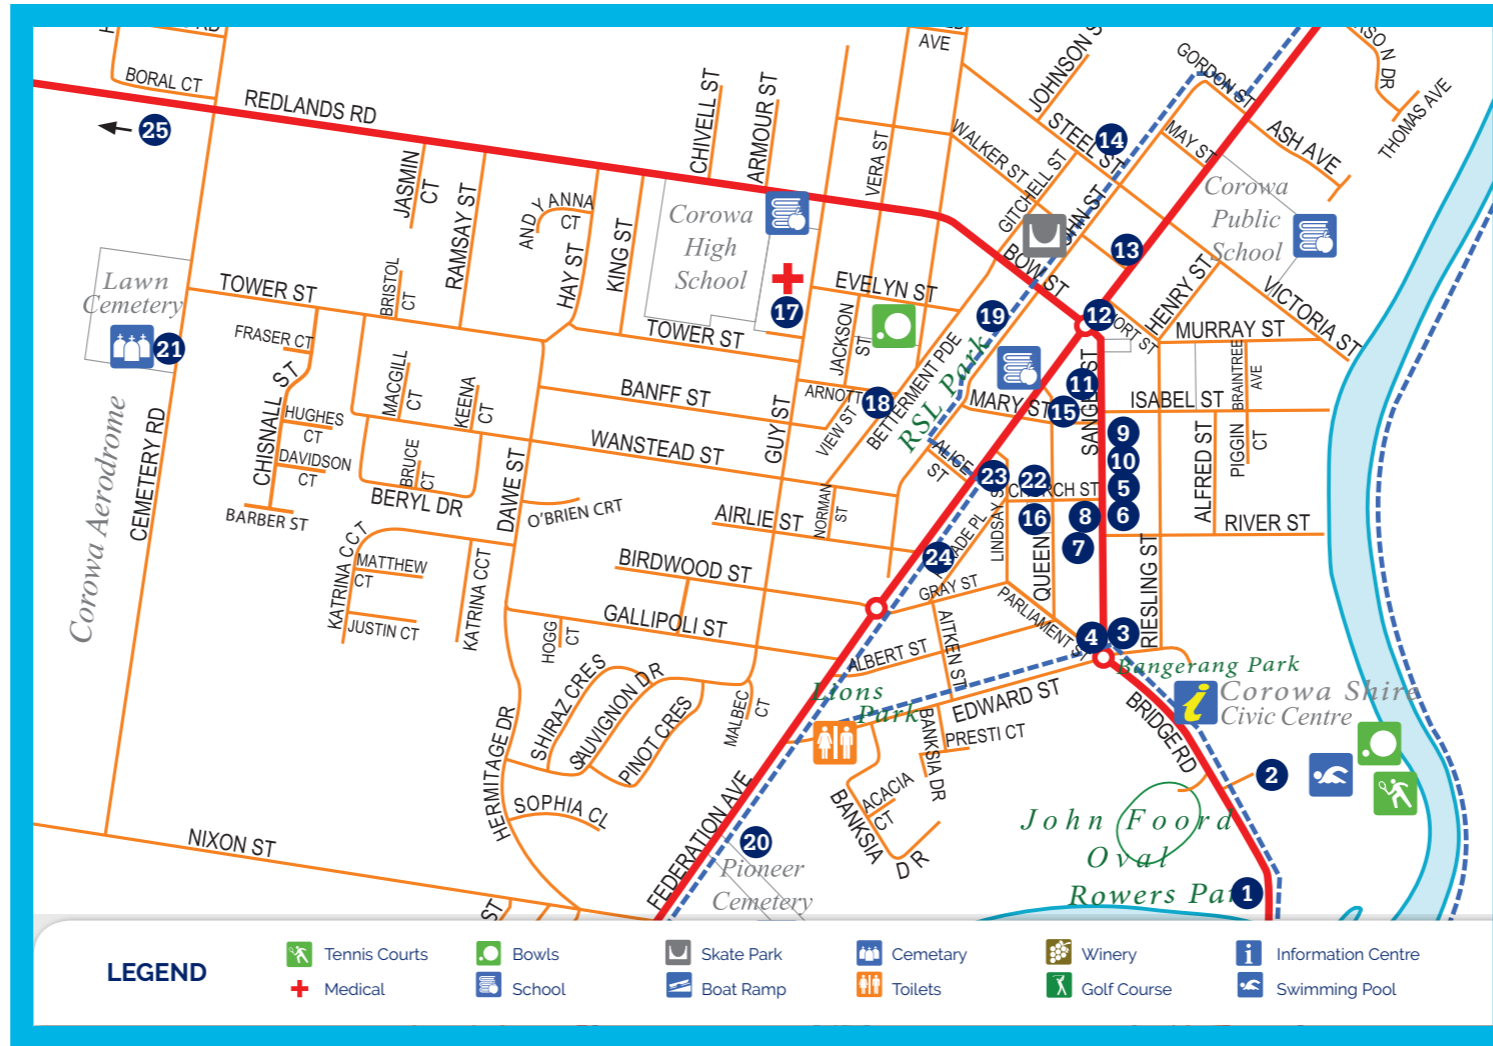 AVE
JOHNSON S
GORDON ST
SO N DR
THOMAS AVE
BORAL CT
REDLANDS RD
25
CHIVELL ST
ARMOUR ST
VERA ST
WALKER ST
STEEL ST
14
MAY ST
ASH AVE
GITCHELL ST
HN ST
JASMIN
CT
RAMSAY ST
AND Y ANNA
CT
HAY ST
KING ST
Corowa
High
School
Corowa
Public
School
13
BOW ST
HENRY ST
VICTORIA ST
Lawn
Cemetery
21
TOWER ST
BRISTOL
CT
FRASER CT
TOWER ST
17
EVELYN ST
JACKSON
ST
19
12
ORT ST
MURRAY ST
BETTERMENT PDE
RSL Park
CHISNALL ST
MACGILL
CT
KEENA
CT
HUGHES
CT
DAVIDSON
CT
BRUCE
CT
BERYL DR
BARBER ST
BANFF ST
GUY ST
ARNOTT
18
VIEW ST
MARY ST
15
11
SANGER ST
ISABEL ST
BRAINTREE
AVE
PIGGIN
CT
ALFRED ST
9
10
5
6
Corowa Aerodrome
CEMETERY RD
WANSTEAD ST
DAWE ST
O'BRIEN CRT
AIRLIE ST
NORMAN
ST
ALICE
ST
23
22
CHURCH ST
LINDSAY S
16
8
7
QUEEN
RIVER ST
RIESLING ST
KATRINA CCT
MATTHEW
CT
JUSTIN CT
KATRINA CCT
BIRDWOOD ST
GALLIPOLI ST
HOGG
CT
24
ADE PL
GRAY ST
PARLIAMENT ST
AITKEN ST
ALBERT ST
4
3
Bangerang Park
Corowa Shire
Civic Centre
BRIDGE RD
Lions
Park
EDWARD ST
BANKSIA DR
PRESTI CT
MALBEC
CT
SHIRAZ CRES
SAUVIGNON DR
PINOT CRES
HERMITAGE DR
SOPHIA CL
ACACIA
CT
BANKSIA
DR
2
John Foord
Oval
Rowers Par
1
NIXON ST
FEDERATION AVE
20
Pioneer
Cemetery
ST
LEGEND
Tennis Courts
Bowls
Skate Park
Cemetary
Winery
Information Centre
Medical
School
Boat Ramp
Toilets
Golf Course
Swimming Pool